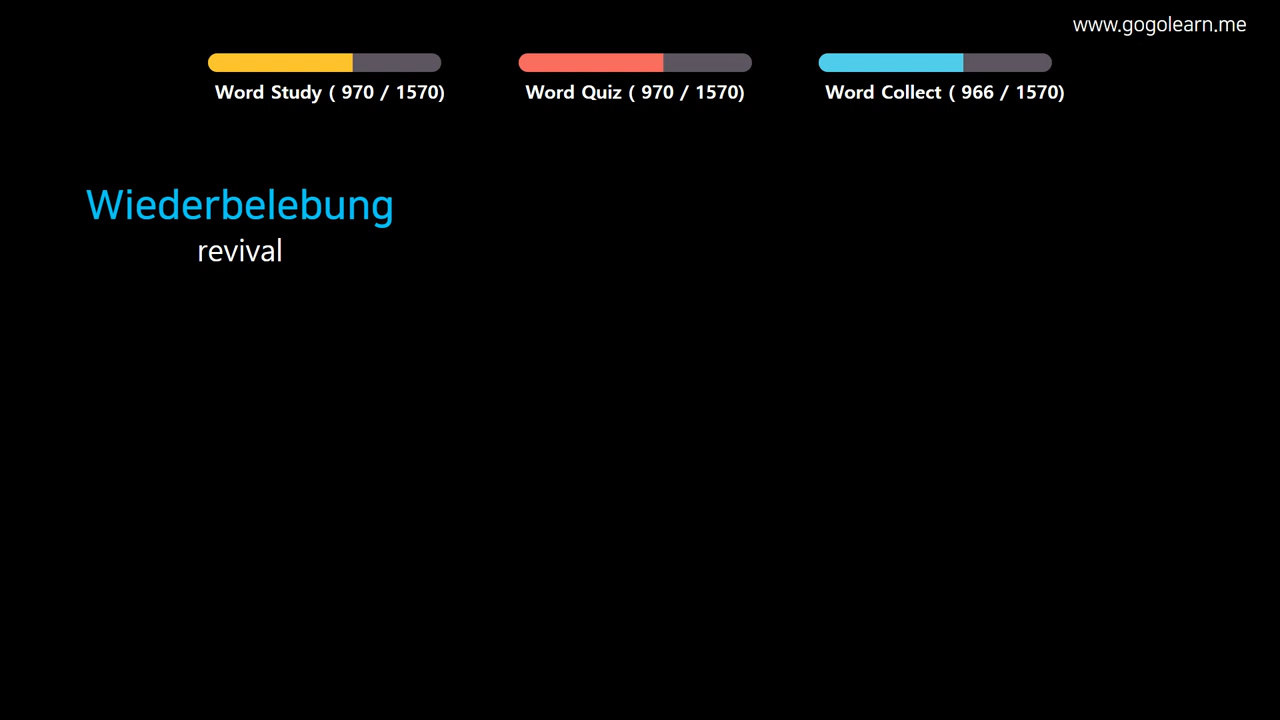 www.gogolearn.me
Word Study ( 970 / 1570)
Word Quiz ( 970 / 1570)
Word Collect ( 966 / 1570)
Wiederbelebung
revival